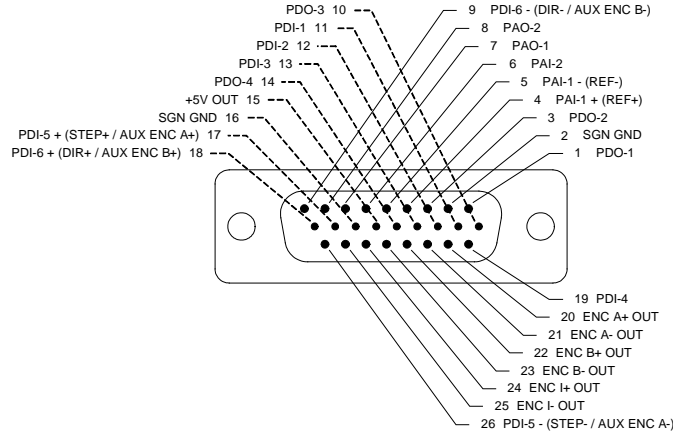 PDO-3 10
PDI-1 11
PDI-2 12
PDI-3 13
PDO-4 14
+5V OUT 15
SGN GND 16
PDI-5 + (STEP+ / AUX ENC A+) 17
PDI-6 + (DIR+ / AUX ENC B+) 18
9 PDI-6 - (DIR- / AUX ENC B-)
8 PAO-2
7 PAO-1
6 PAI-2
5 PAI-1 - (REF-)
4 PAI-1 + (REF+)
3 PDO-2
2 SGN GND
1 PDO-1
19 PDI-4
20 ENC A+ OUT
21 ENC A- OUT
22 ENC B+ OUT
23 ENC B- OUT
24 ENC I+ OUT
25 ENC I- OUT
26 PDI-5 - (STEP- / AUX ENC A-)